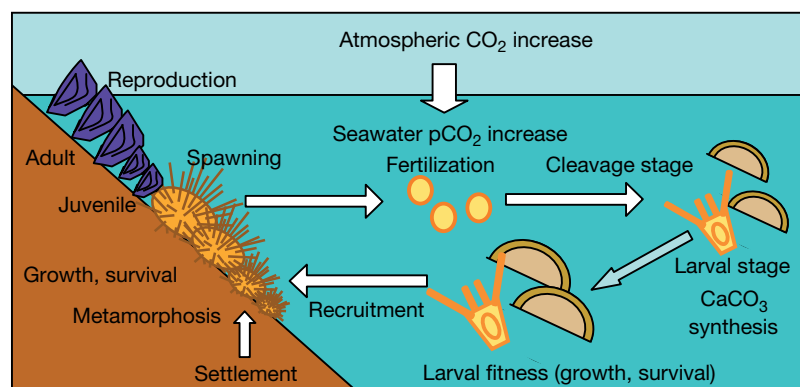 Atmospheric CO₂ increase
Reproduction
Seawater pCO₂ increase
Adult
Spawning
Fertilization
Cleavage stage
Juvenile
Larval stage
CaCO₃
synthesis
Growth, survival
Metamorphosis
Recruitment
Settlement
Larval fitness (growth, survival)